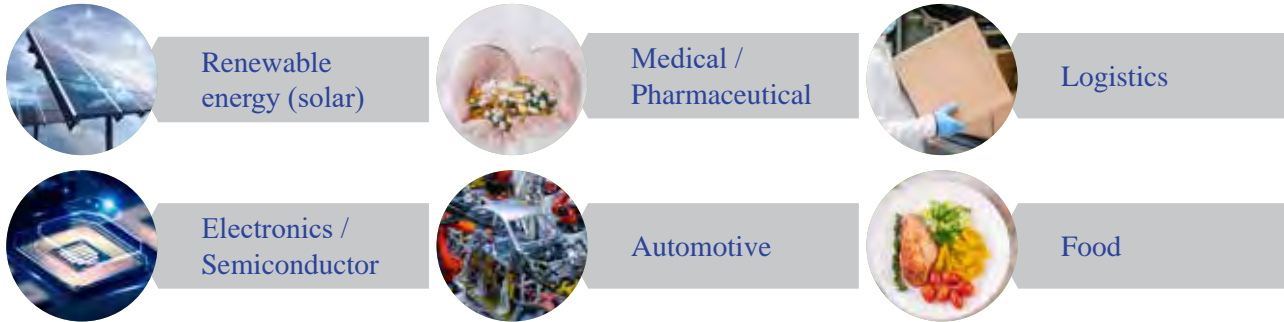 Renewable
energy (solar)
Medical /
Pharmaceutical
Logistics
Electronics /
Semiconductor
Automotive
Food